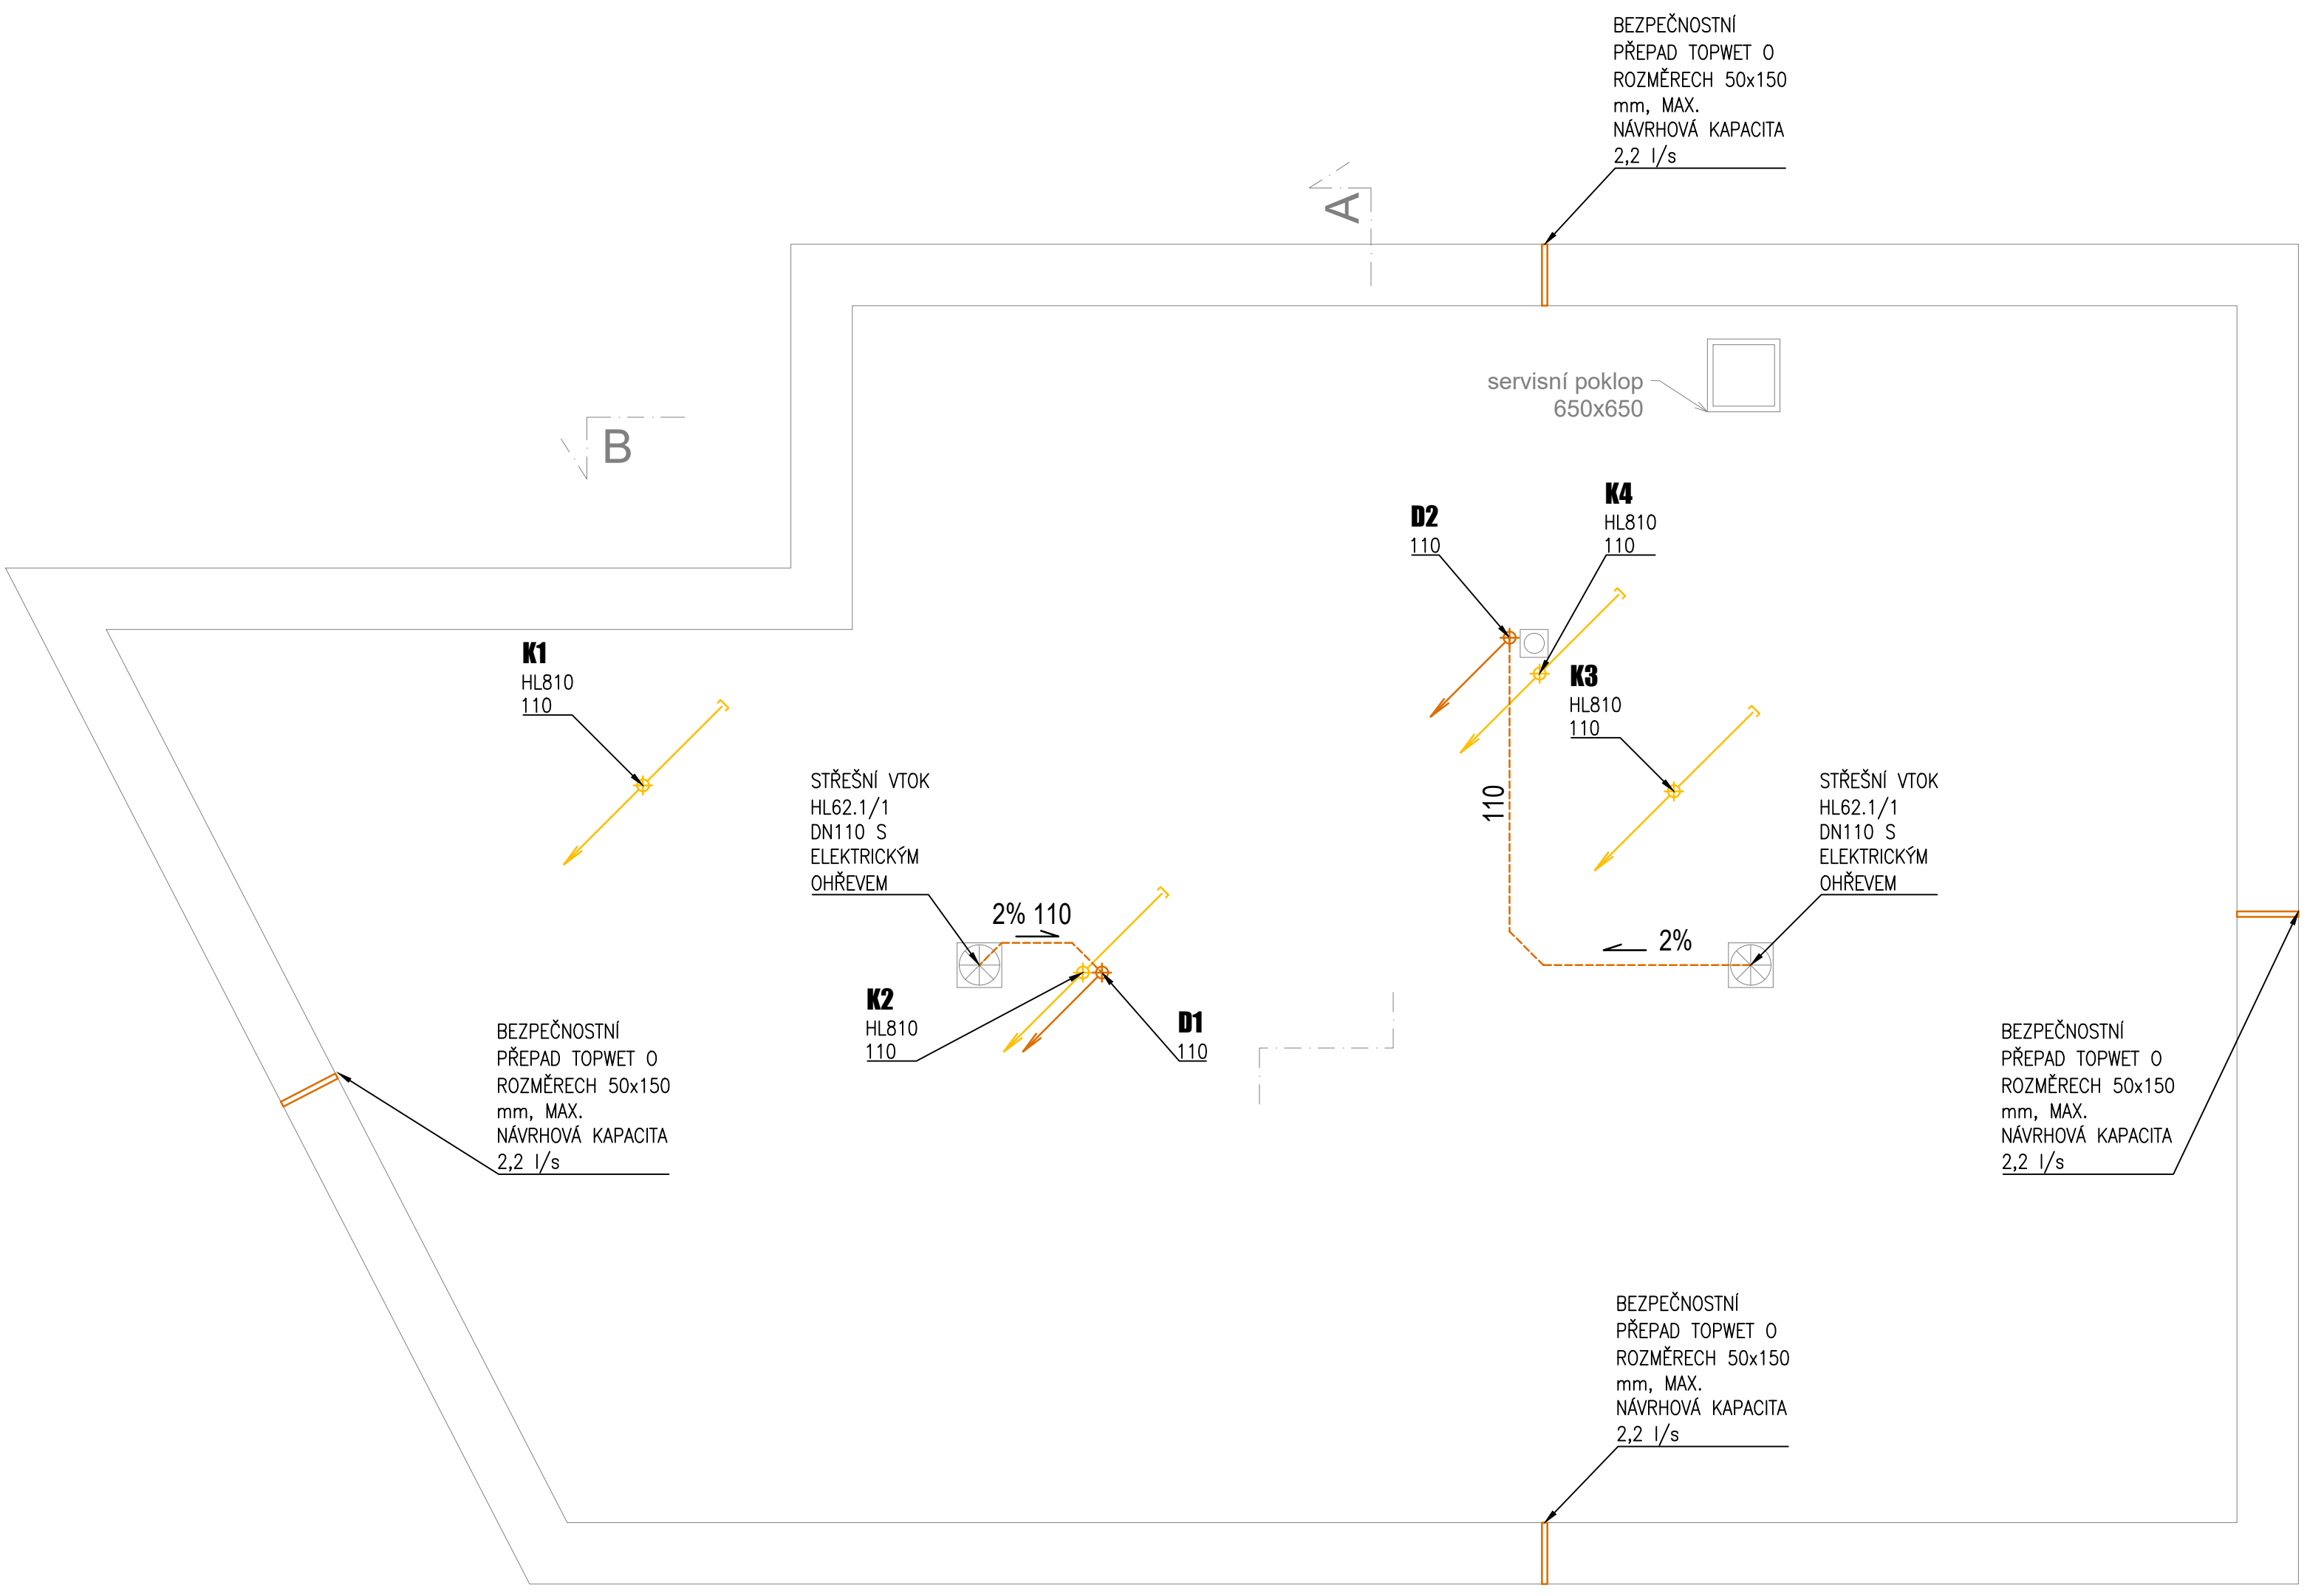 BEZPEČNOSTNÍ
PŘEPAD TOPWET O
ROZMĚRECH 50x150
mm, MAX.
NÁVRHOVÁ KAPACITA
2,2 l/s
A
B
servisní poklop
650x650
K4
HL810
110
D2
110
K1
HL810
110
K3
HL810
110
110
STŘEŠNÍ VTOK
HL62.1/1
DN110 S
ELEKTRICKÝM
OHŘEVEM
STŘEŠNÍ VTOK
HL62.1/1
DN110 S
ELEKTRICKÝM
OHŘEVEM
2% 110
2%
K2
HL810
110
D1
110
BEZPEČNOSTNÍ
PŘEPAD TOPWET O
ROZMĚRECH 50x150
mm, MAX.
NÁVRHOVÁ KAPACITA
2,2 l/s
BEZPEČNOSTNÍ
PŘEPAD TOPWET O
ROZMĚRECH 50x150
mm, MAX.
NÁVRHOVÁ KAPACITA
2,2 l/s
BEZPEČNOSTNÍ
PŘEPAD TOPWET O
ROZMĚRECH 50x150
mm, MAX.
NÁVRHOVÁ KAPACITA
2,2 l/s